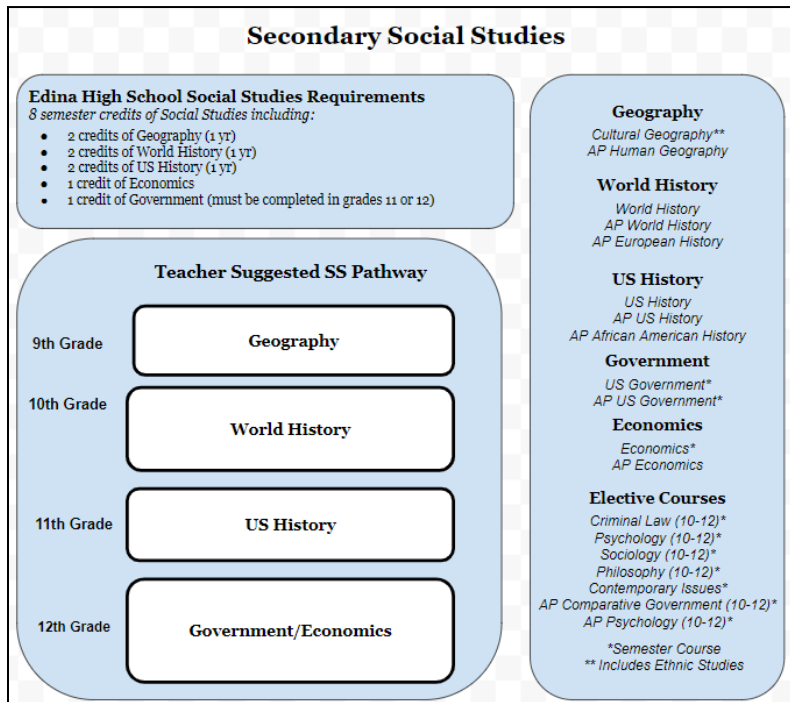 Secondary Social Studies
Edina High School Social Studies Requirements
8 semester credits of Social Studies including:
● 2 credits of Geography (1 yr)
● 2 credits of World History (1 yr)
● 2 credits of US History (1 yr)
● 1 credit of Economics
● 1 credit of Government (must be completed in grades 11 or 12)
Teacher Suggested SS Pathway
9th Grade
Geography
10th Grade
World History
11th Grade
US History
12th Grade
Government/Economics
Geography
Cultural Geography**
AP Human Geography
World History
World History
AP World History
AP European History
US History
US History
AP US History
AP African American History
Government
US Government*
AP US Government*
Economics
Economics*
AP Economics
Elective Courses
Criminal Law (10-12)*
Psychology (10-12)*
Sociology (10-12)*
Philosophy (10-12)*
Contemporary Issues*
AP Comparative Government (10-12)*
AP Psychology (10-12)*
*Semester Course
** Includes Ethnic Studies